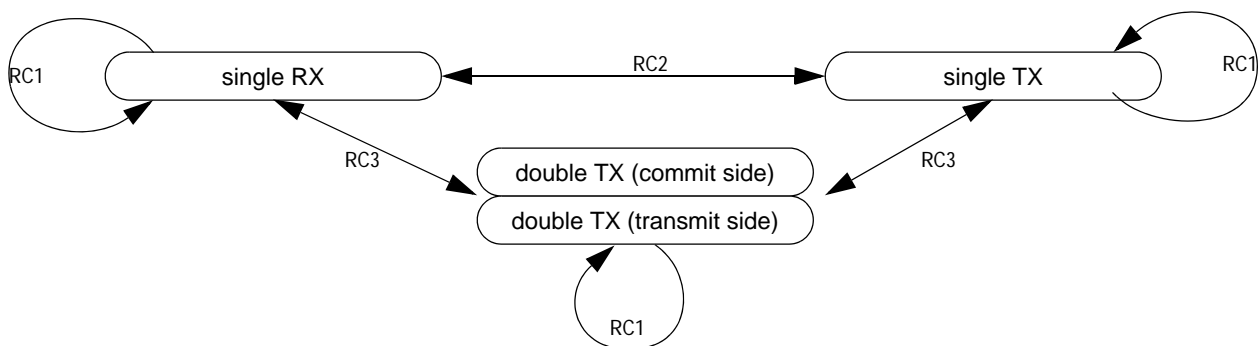 RC1
single RX
RC2
single TX
RC1
RC3
RC3
double TX (commit side)
double TX (transmit side)
RC1